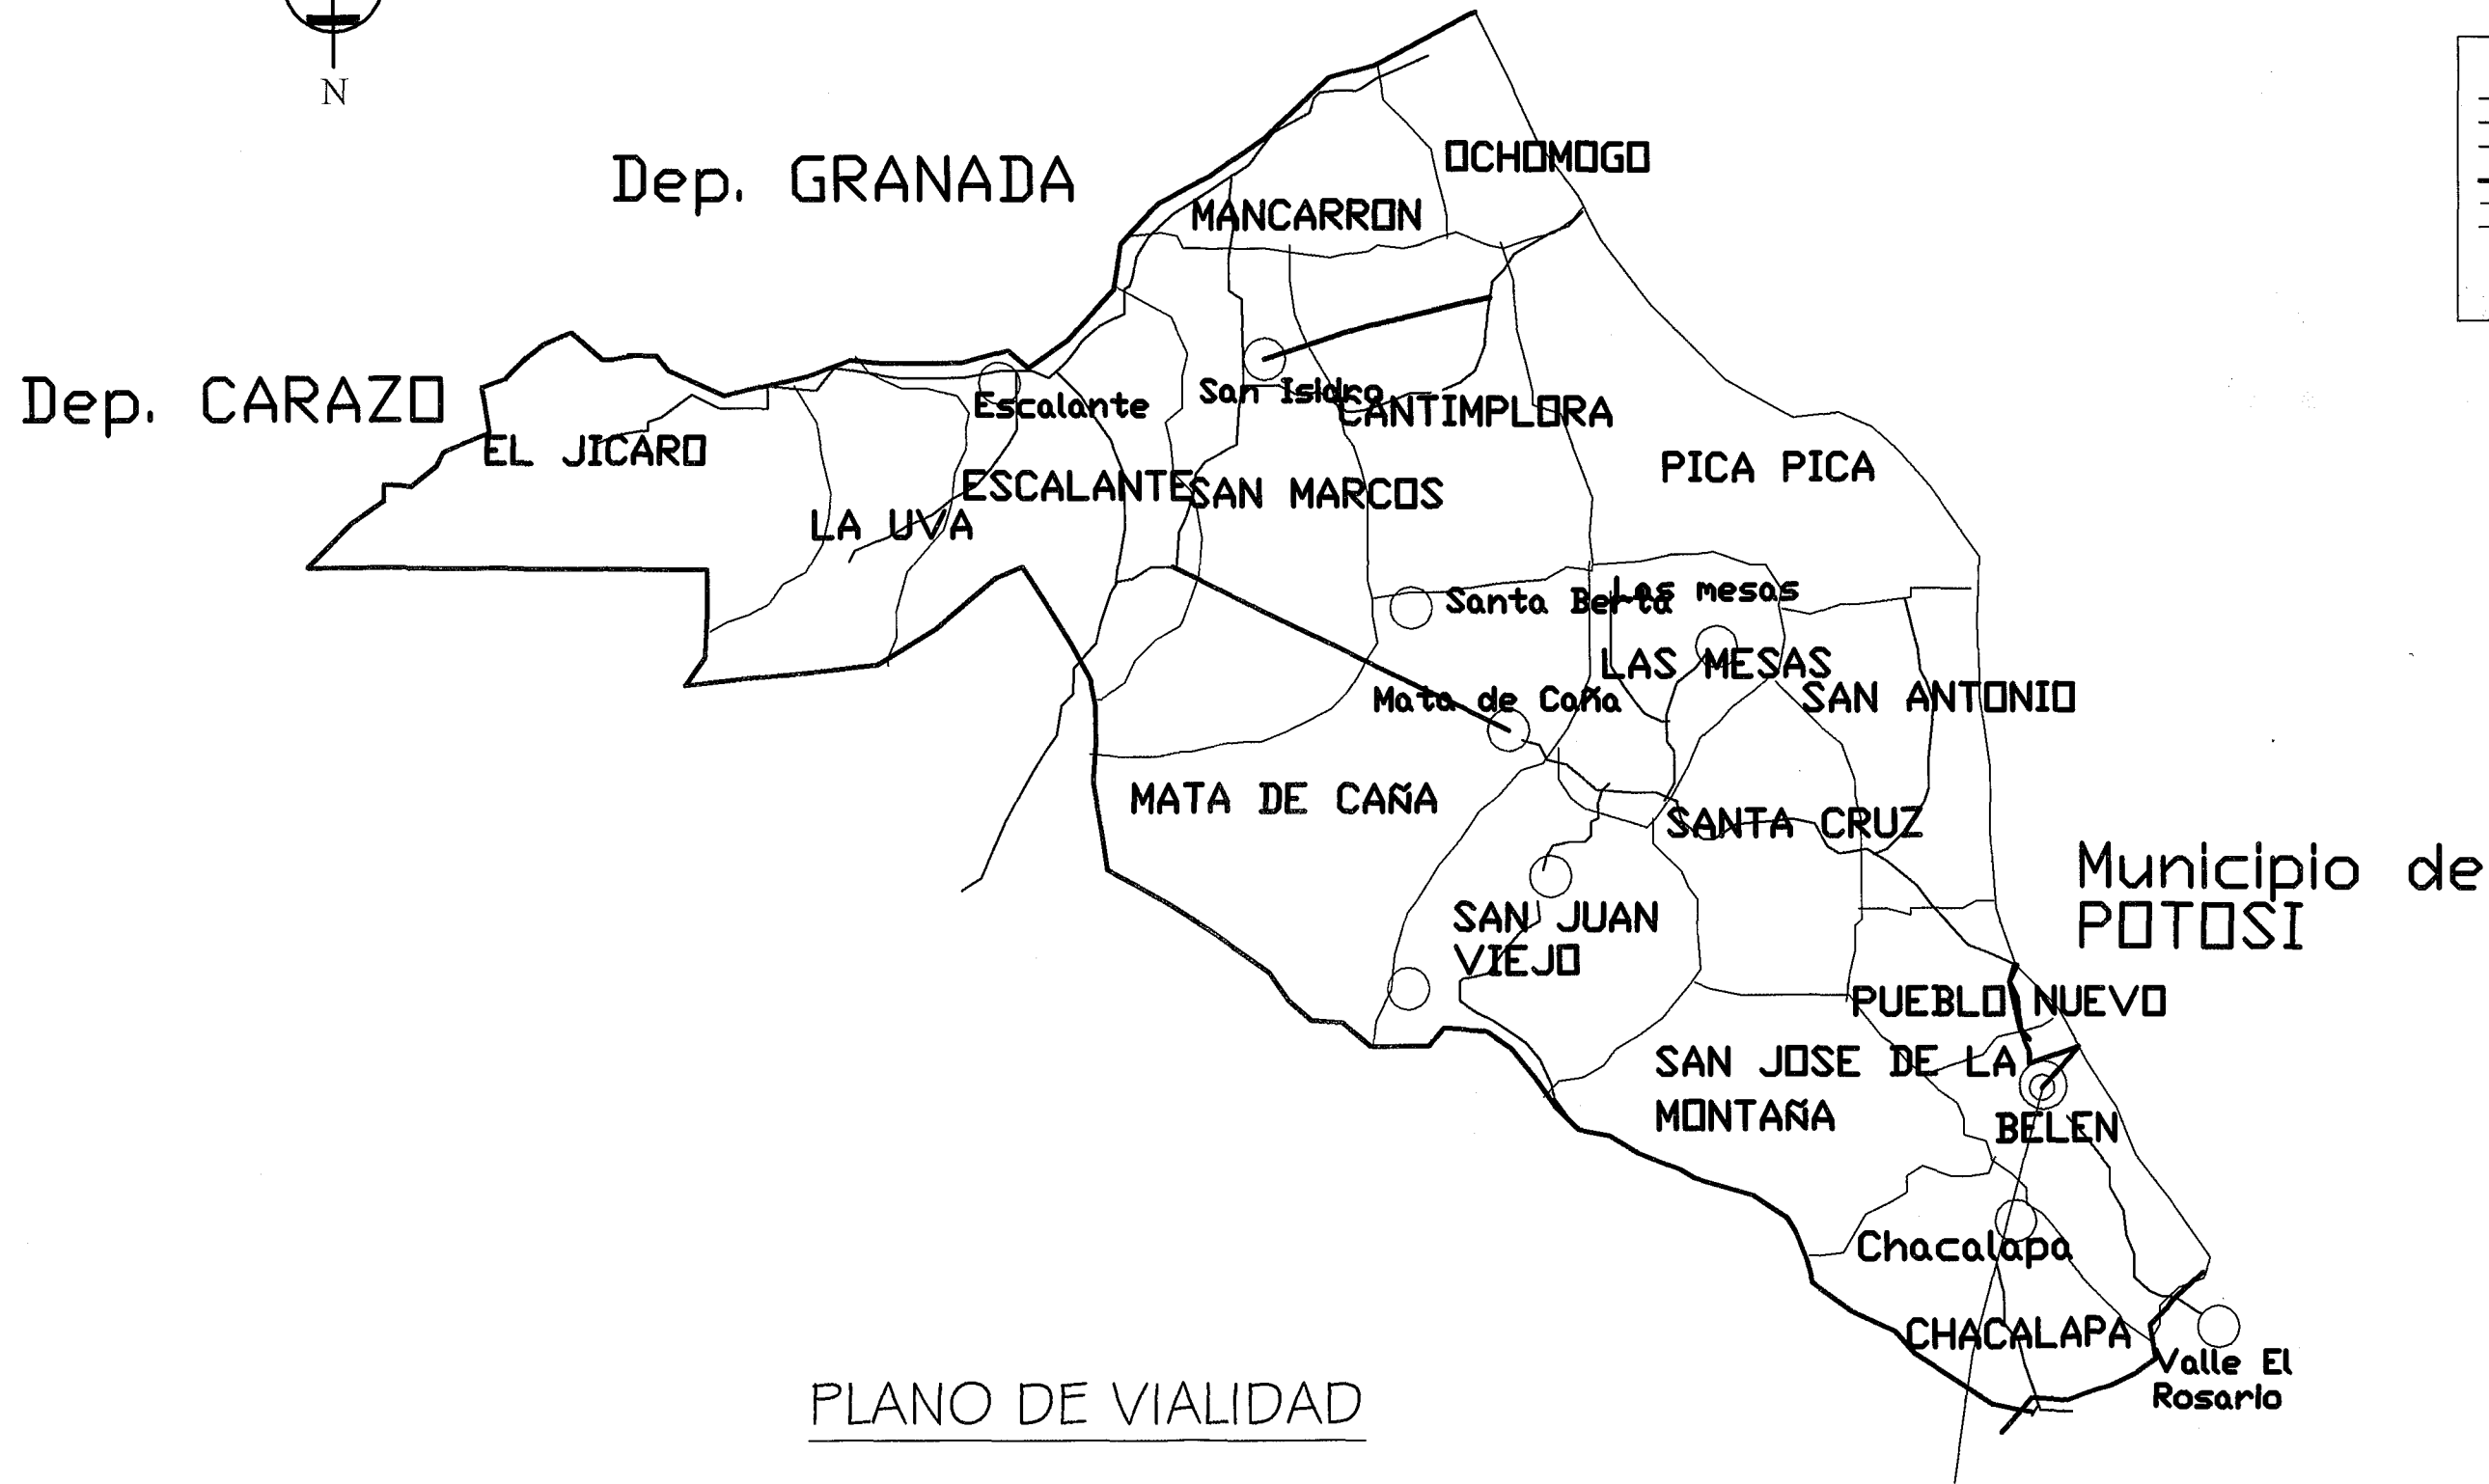 N
Dep. GRANADA
OCHOMOGO
MANCARRON
Dep. CARAZO
San Isidro
Escalante
CANTIMPLORA
EL JICARO
PICA PICA
ESCALANTE
SAN MARCOS
LA UVA
Las mesas
Santa Berta
LAS MESAS
Mata de Caña
SAN ANTONIO
MATA DE CAÑA
SANTA CRUZ
Municipio de
POTOSI
SAN JUAN
VIEJO
PUEBLO NUEVO
SAN JOSE DE LA
MONTAÑA
BELEN
Chacalapa
CHACALAPA
Valle El
Rosario
PLANO DE VIALIDAD